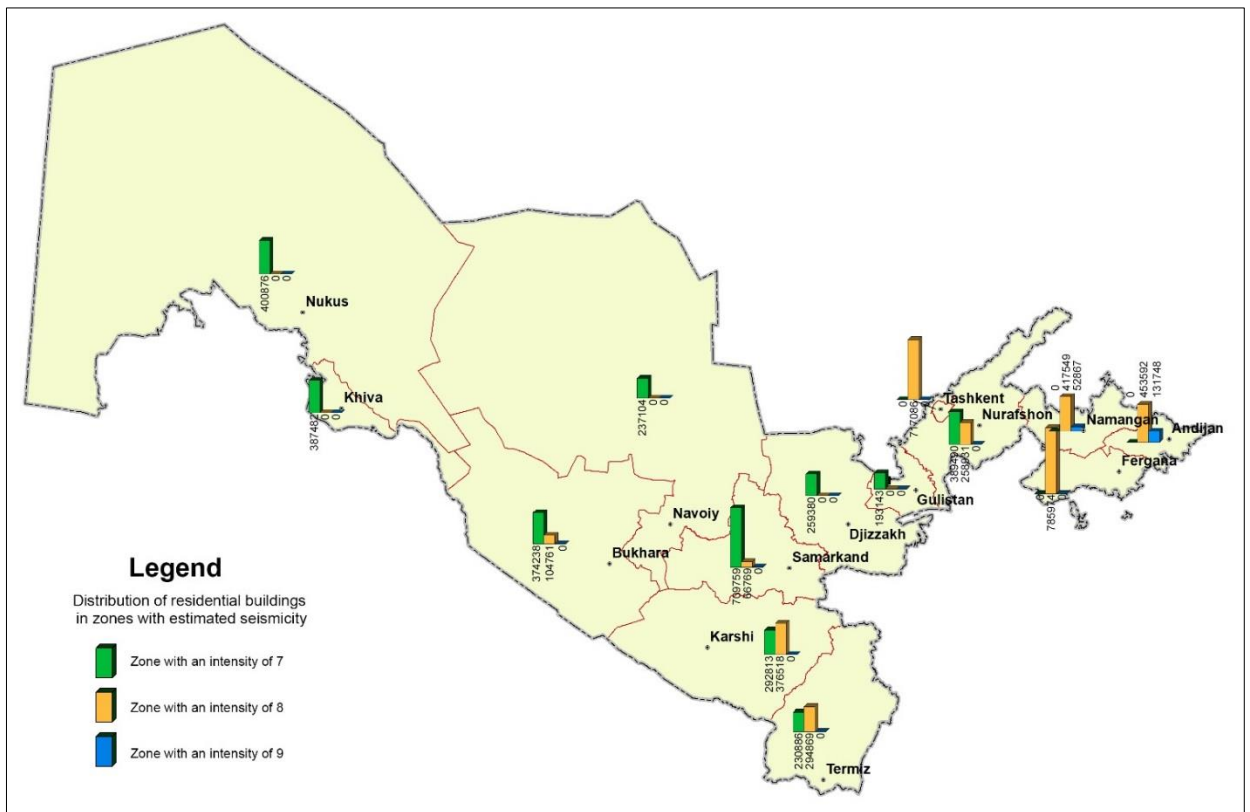 400876
0
0
Nukus
387482
0
0
Khiva
237104
0
0
717086
0
Tashkent
389490
258931
0
Nurafshon
0
417549
52867
Namangan
0
453592
131748
Andijan
Fergana
785914
193143
0
0
Gulistan
259380
0
0
Djizzakh
374238
104761
0
Bukhara
Navoiy
709759
66769
0
Samarkand
Karshi
292813
376518
0
230886
294869
0
Termiz
Legend
Distribution of residential buildings
in zones with estimated seismicity
Zone with an intensity of 7
Zone with an intensity of 8
Zone with an intensity of 9